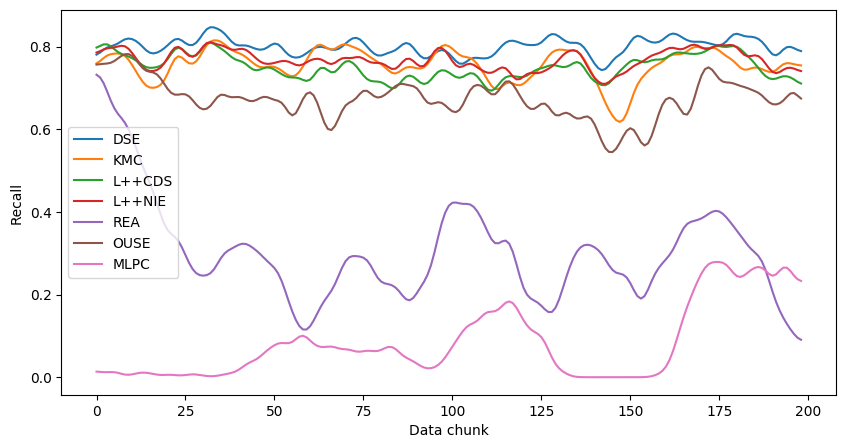 0.8
0.6
0.4
0.2
0.0
Recall
DSE
KMC
L++CDS
L++NIE
REA
OUSE
MLPC
0 25 50 75 100 125 150 175 200
Data chunk